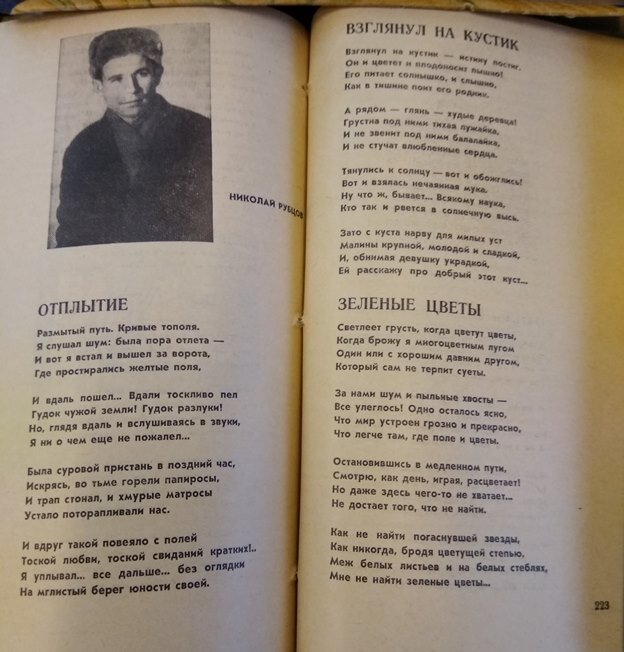 НИКОЛАЙ РУБЦОВ
ОТПЛЫТИЕ
Размытый путь. Кривые тополя.
Я слушал шум: была пора отлета —
И вот я встал и вышел за ворота,
Где простирались желтые поля,
И вдаль пошел... Вдали тоскливо пел
Гудок чужой земли! Гудок разлуки!
Но, глядя вдаль и вслушиваясь в звуки,
Я ни о чем еще не пожалел...
Была суровой пристань в поздний час,
Искрясь, во тьме горели папиросы,
И трап стонал, и хмурые матросы
Устало поторапливали нас.
И вдруг такой повеяло с полей
Тоской любви, тоской свиданий кратких!..
Я уплывал... все дальше... без оглядки
На мглистый берег юности своей.
ВЗГЛЯНУЛ НА КУСТИК
Взглянул на кустик — истину постиг.
Он и цветет и плодоносит пышно!
Его питает солнышко, и слышно,
Как в тишине поит его родник.
А рядом — глянь — худые деревца!
Грустна под ними тихая лужайка,
И не звенит под ними балалайка,
И не стучат влюбленные сердца.
Тянулись к солнцу — вот и обожглись!
Вот и взялась нечаянная мука.
Ну что ж, бывает... Всякому наука,
Кто так и рвется в солнечную высь.
Зато с куста нарву для милых уст
Малины крупной, молодой и сладкой,
И, обнимая девушку украдкой,
Ей расскажу про добрый этот куст...
ЗЕЛЕНЫЕ ЦВЕТЫ
Светлеет грусть, когда цветут цветы,
Когда брожу я многоцветным лугом
Один или с хорошим давним другом,
Который сам не терпит суеты.
За нами шум и пыльные хвосты —
Все улеглось! Одно осталось ясно,
Что мир устроен грозно и прекрасно,
Что легче там, где поле и цветы.
Остановившись в медленном пути,
Смотрю, как день, играя, расцветает!
Но даже здесь чего-то не хватает...
Не достает того, что не найти.
Как не найти погаснувшей звезды,
Как никогда, бродя цветущей степью,
Меж белых листьев и на белых стеблях,
Мне не найти зеленые цветы...
223